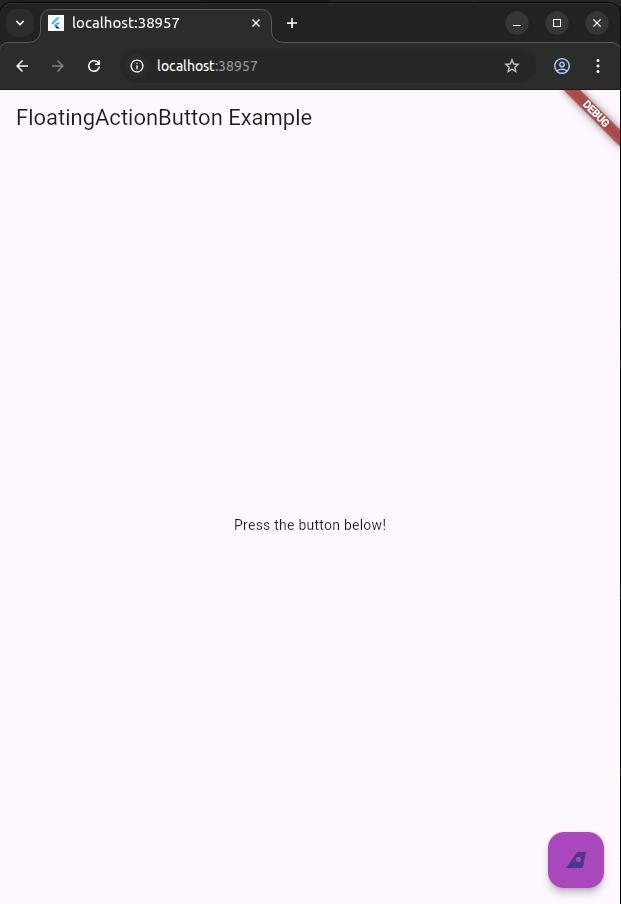 localhost:38957
localhost:38957
FloatingActionButton Example
DEBUG
Press the button below!